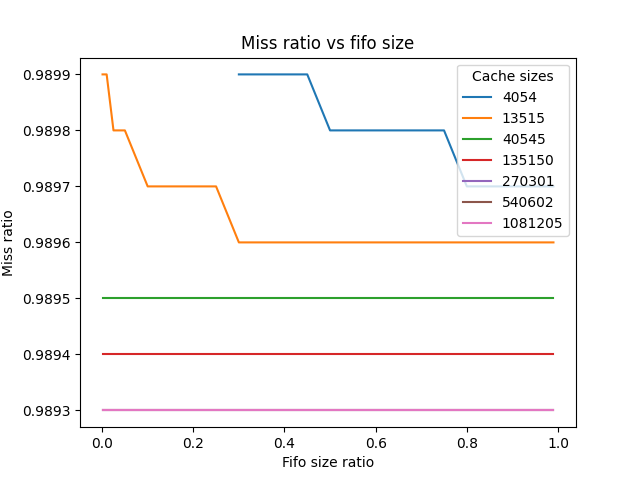 Miss ratio vs fifo size
Cache sizes
4054
13515
40545
135150
270301
540602
1081205
0.9899
0.9898
0.9897
0.9896
0.9895
0.9894
0.9893
Miss ratio
0.0 0.2 0.4 0.6 0.8 1.0
Fifo size ratio